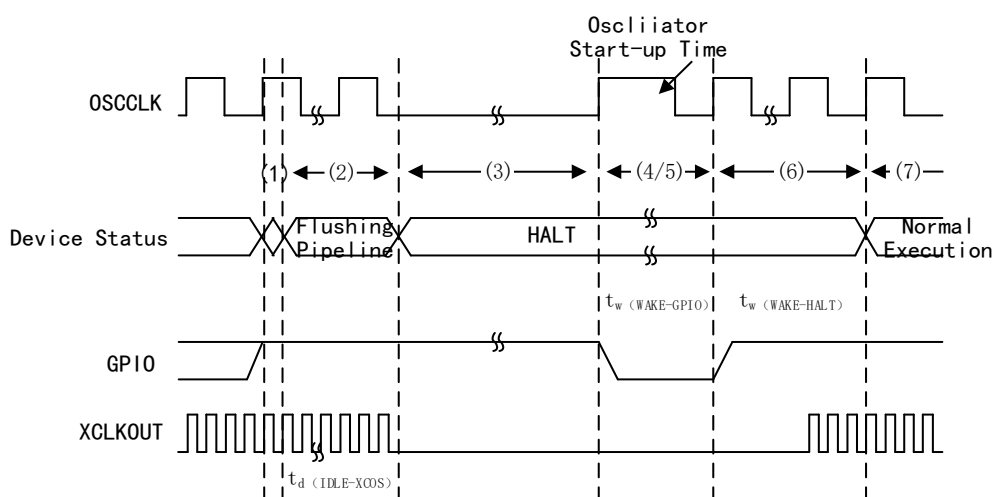 Oscliiator
Start-up Time
OSCCLK
(1) (2) (3) (4/5) (6) (7)
Device Status
Flushing
Pipeline
HALT
Normal
Execution
tw (WAKE-GPIO) tw (WAKE-HALT)
GPIO
XCLKOUT
td (IDLE-XCOS)